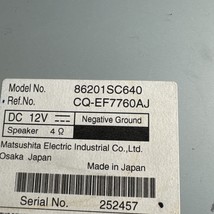 Model No. 86201SC640
Ref.No. CQ-EF7760AJ
DC 12V ⎓ Negative Ground
Speaker 4Ω
Matsushita Electric Industrial Co., Ltd.
Osaka Japan Made in Japan
Serial No. 252457